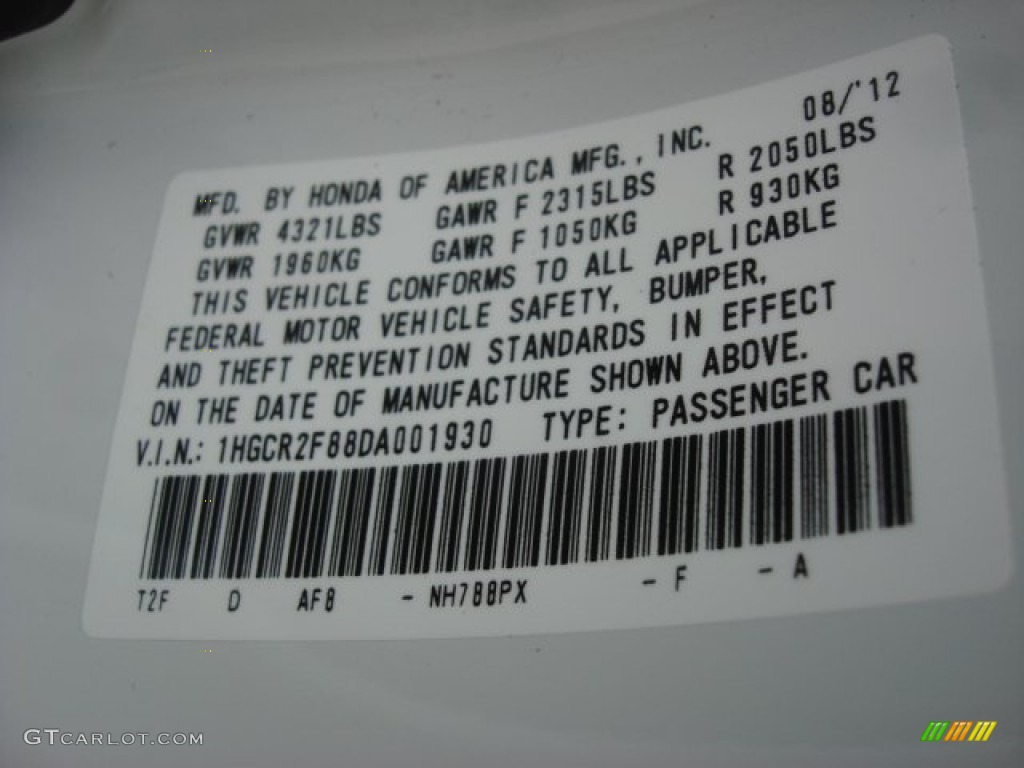 MFD. BY HONDA OF AMERICA MFG., INC. 08/'12
GVWR 4321LBS GAWR F 2315LBS R 2050LBS
GVWR 1960KG GAWR F 1050KG R 930KG
THIS VEHICLE CONFORMS TO ALL APPLICABLE
FEDERAL MOTOR VEHICLE SAFETY, BUMPER,
AND THEFT PREVENTION STANDARDS IN EFFECT
ON THE DATE OF MANUFACTURE SHOWN ABOVE.
V.I.N.: 1HGCR2F88DA001930 TYPE: PASSENGER CAR
T2F D AF8 - NH788PX - F - A
GTCARLOT.COM